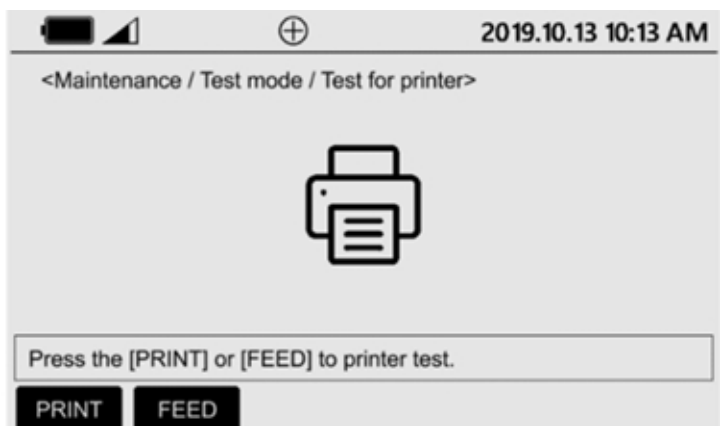 2019.10.13 10:13 AM
<Maintenance / Test mode / Test for printer>
Press the [PRINT] or [FEED] to printer test.
PRINT FEED